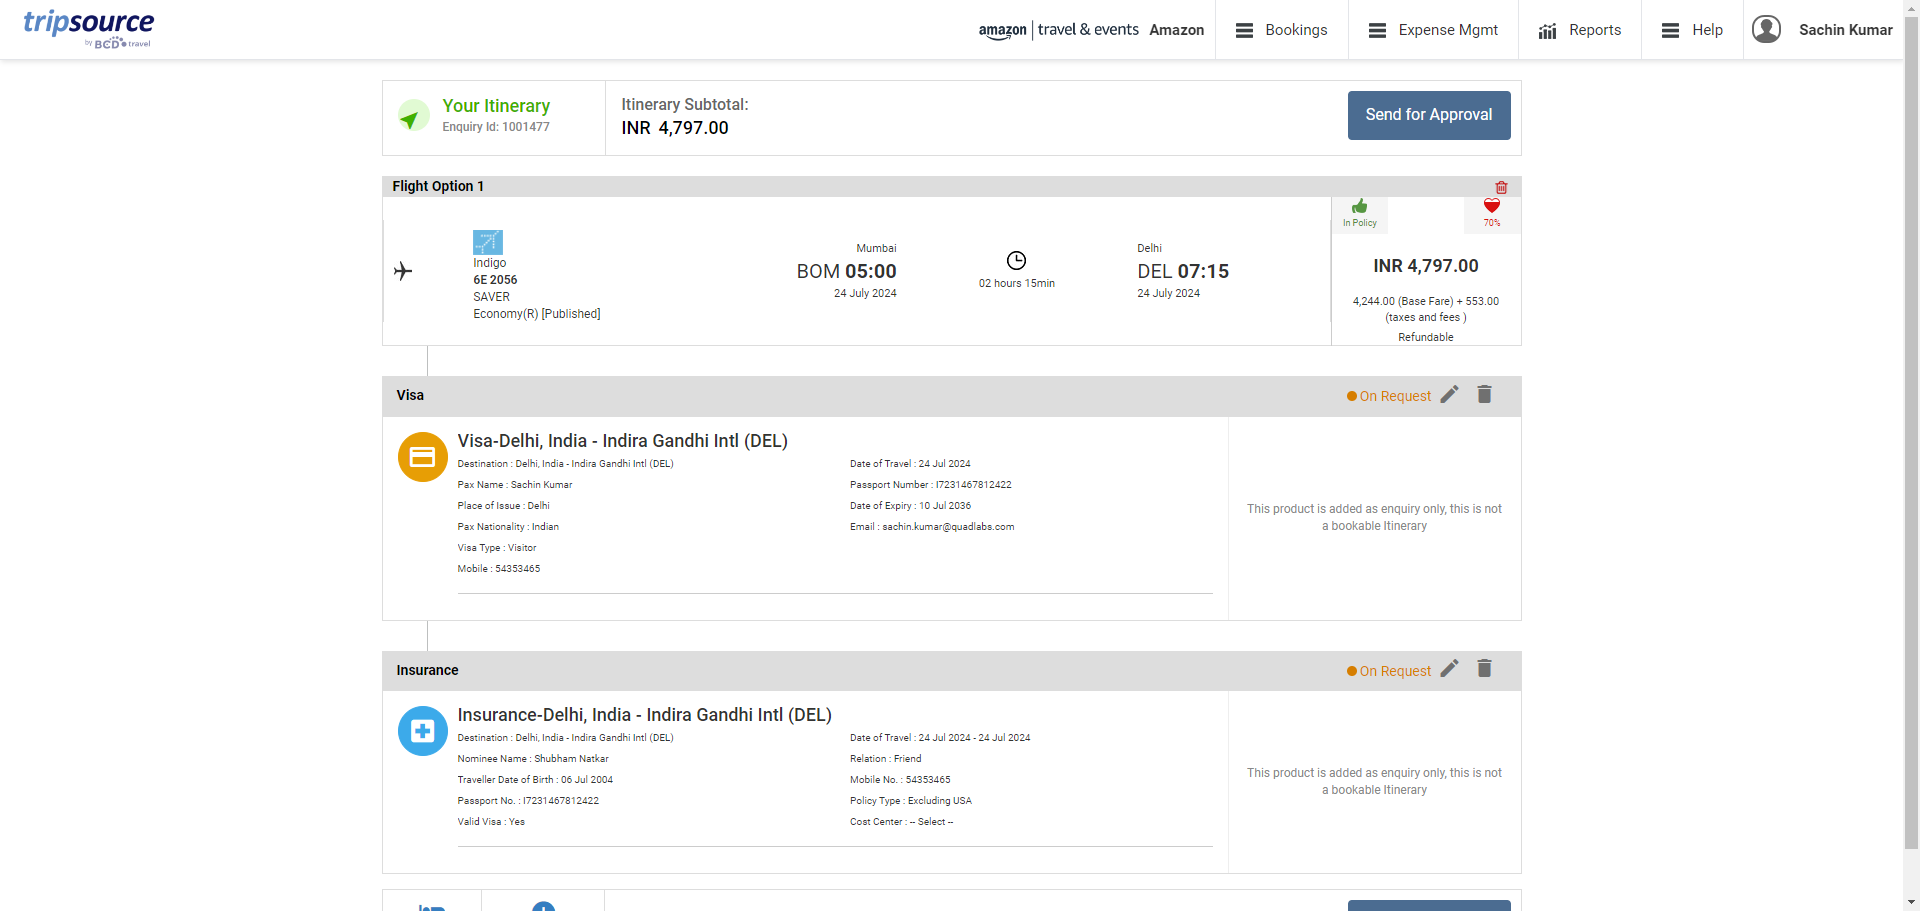 tripsource
by BCD travel
amazon travel & events Amazon
Bookings
Expense Mgmt
Reports
Help
Sachin Kumar
Your Itinerary
Enquiry Id: 1001477
Itinerary Subtotal:
INR 4,797.00
Send for Approval
Flight Option 1
Indigo
6E 2056
SAVER
Economy(R) [Published]
Mumbai
BOM 05:00
24 July 2024
02 hours 15min
Delhi
DEL 07:15
24 July 2024
In Policy
70%
INR 4,797.00
4,244.00 (Base Fare) + 553.00
(taxes and fees )
Refundable
Visa
On Request
Visa-Delhi, India - Indira Gandhi Intl (DEL)
Destination : Delhi, India - Indira Gandhi Intl (DEL)
Date of Travel : 24 Jul 2024
Pax Name : Sachin Kumar
Passport Number : I7231467812422
Place of Issue : Delhi
Date of Expiry : 10 Jul 2036
Pax Nationality : Indian
Email : sachin.kumar@quadlabs.com
Visa Type : Visitor
Mobile : 54353465
This product is added as enquiry only, this is not
a bookable Itinerary
Insurance
On Request
Insurance-Delhi, India - Indira Gandhi Intl (DEL)
Destination : Delhi, India - Indira Gandhi Intl (DEL)
Date of Travel : 24 Jul 2024 - 24 Jul 2024
Nominee Name : Shubham Natkar
Relation : Friend
Traveller Date of Birth : 06 Jul 2004
Mobile No. : 54353465
Passport No. : I7231467812422
Policy Type : Excluding USA
Valid Visa : Yes
Cost Center : -- Select --
This product is added as enquiry only, this is not
a bookable Itinerary